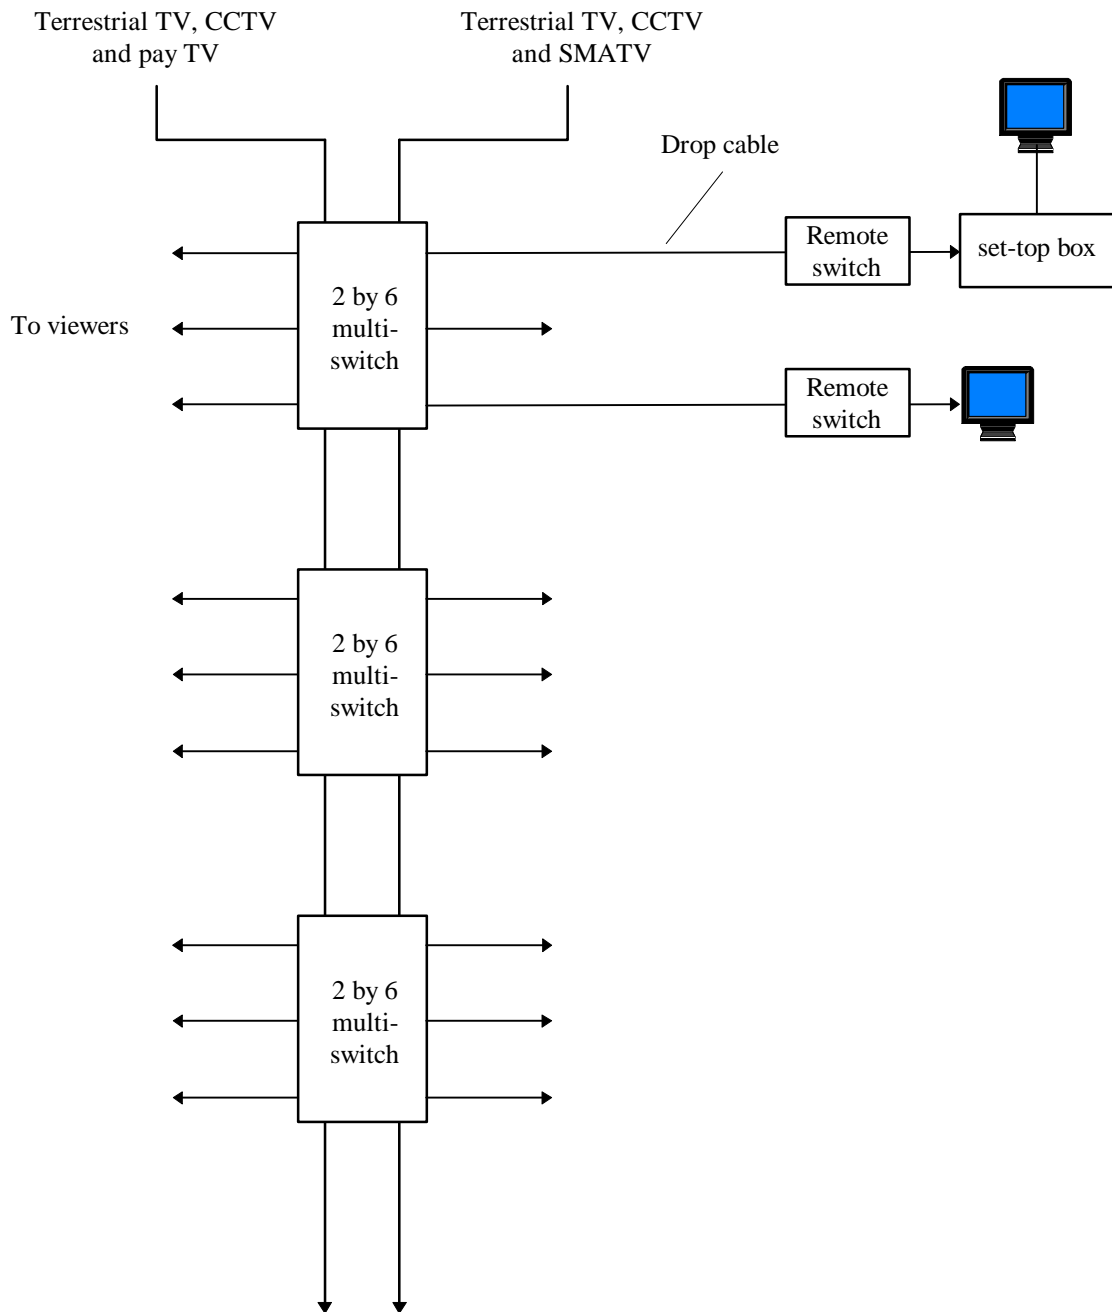 Terrestrial TV, CCTV
and pay TV
Terrestrial TV, CCTV
and SMATV
Drop cable
Remote
switch
set-top box
2 by 6
multi-
switch
To viewers
Remote
switch
2 by 6
multi-
switch
2 by 6
multi-
switch